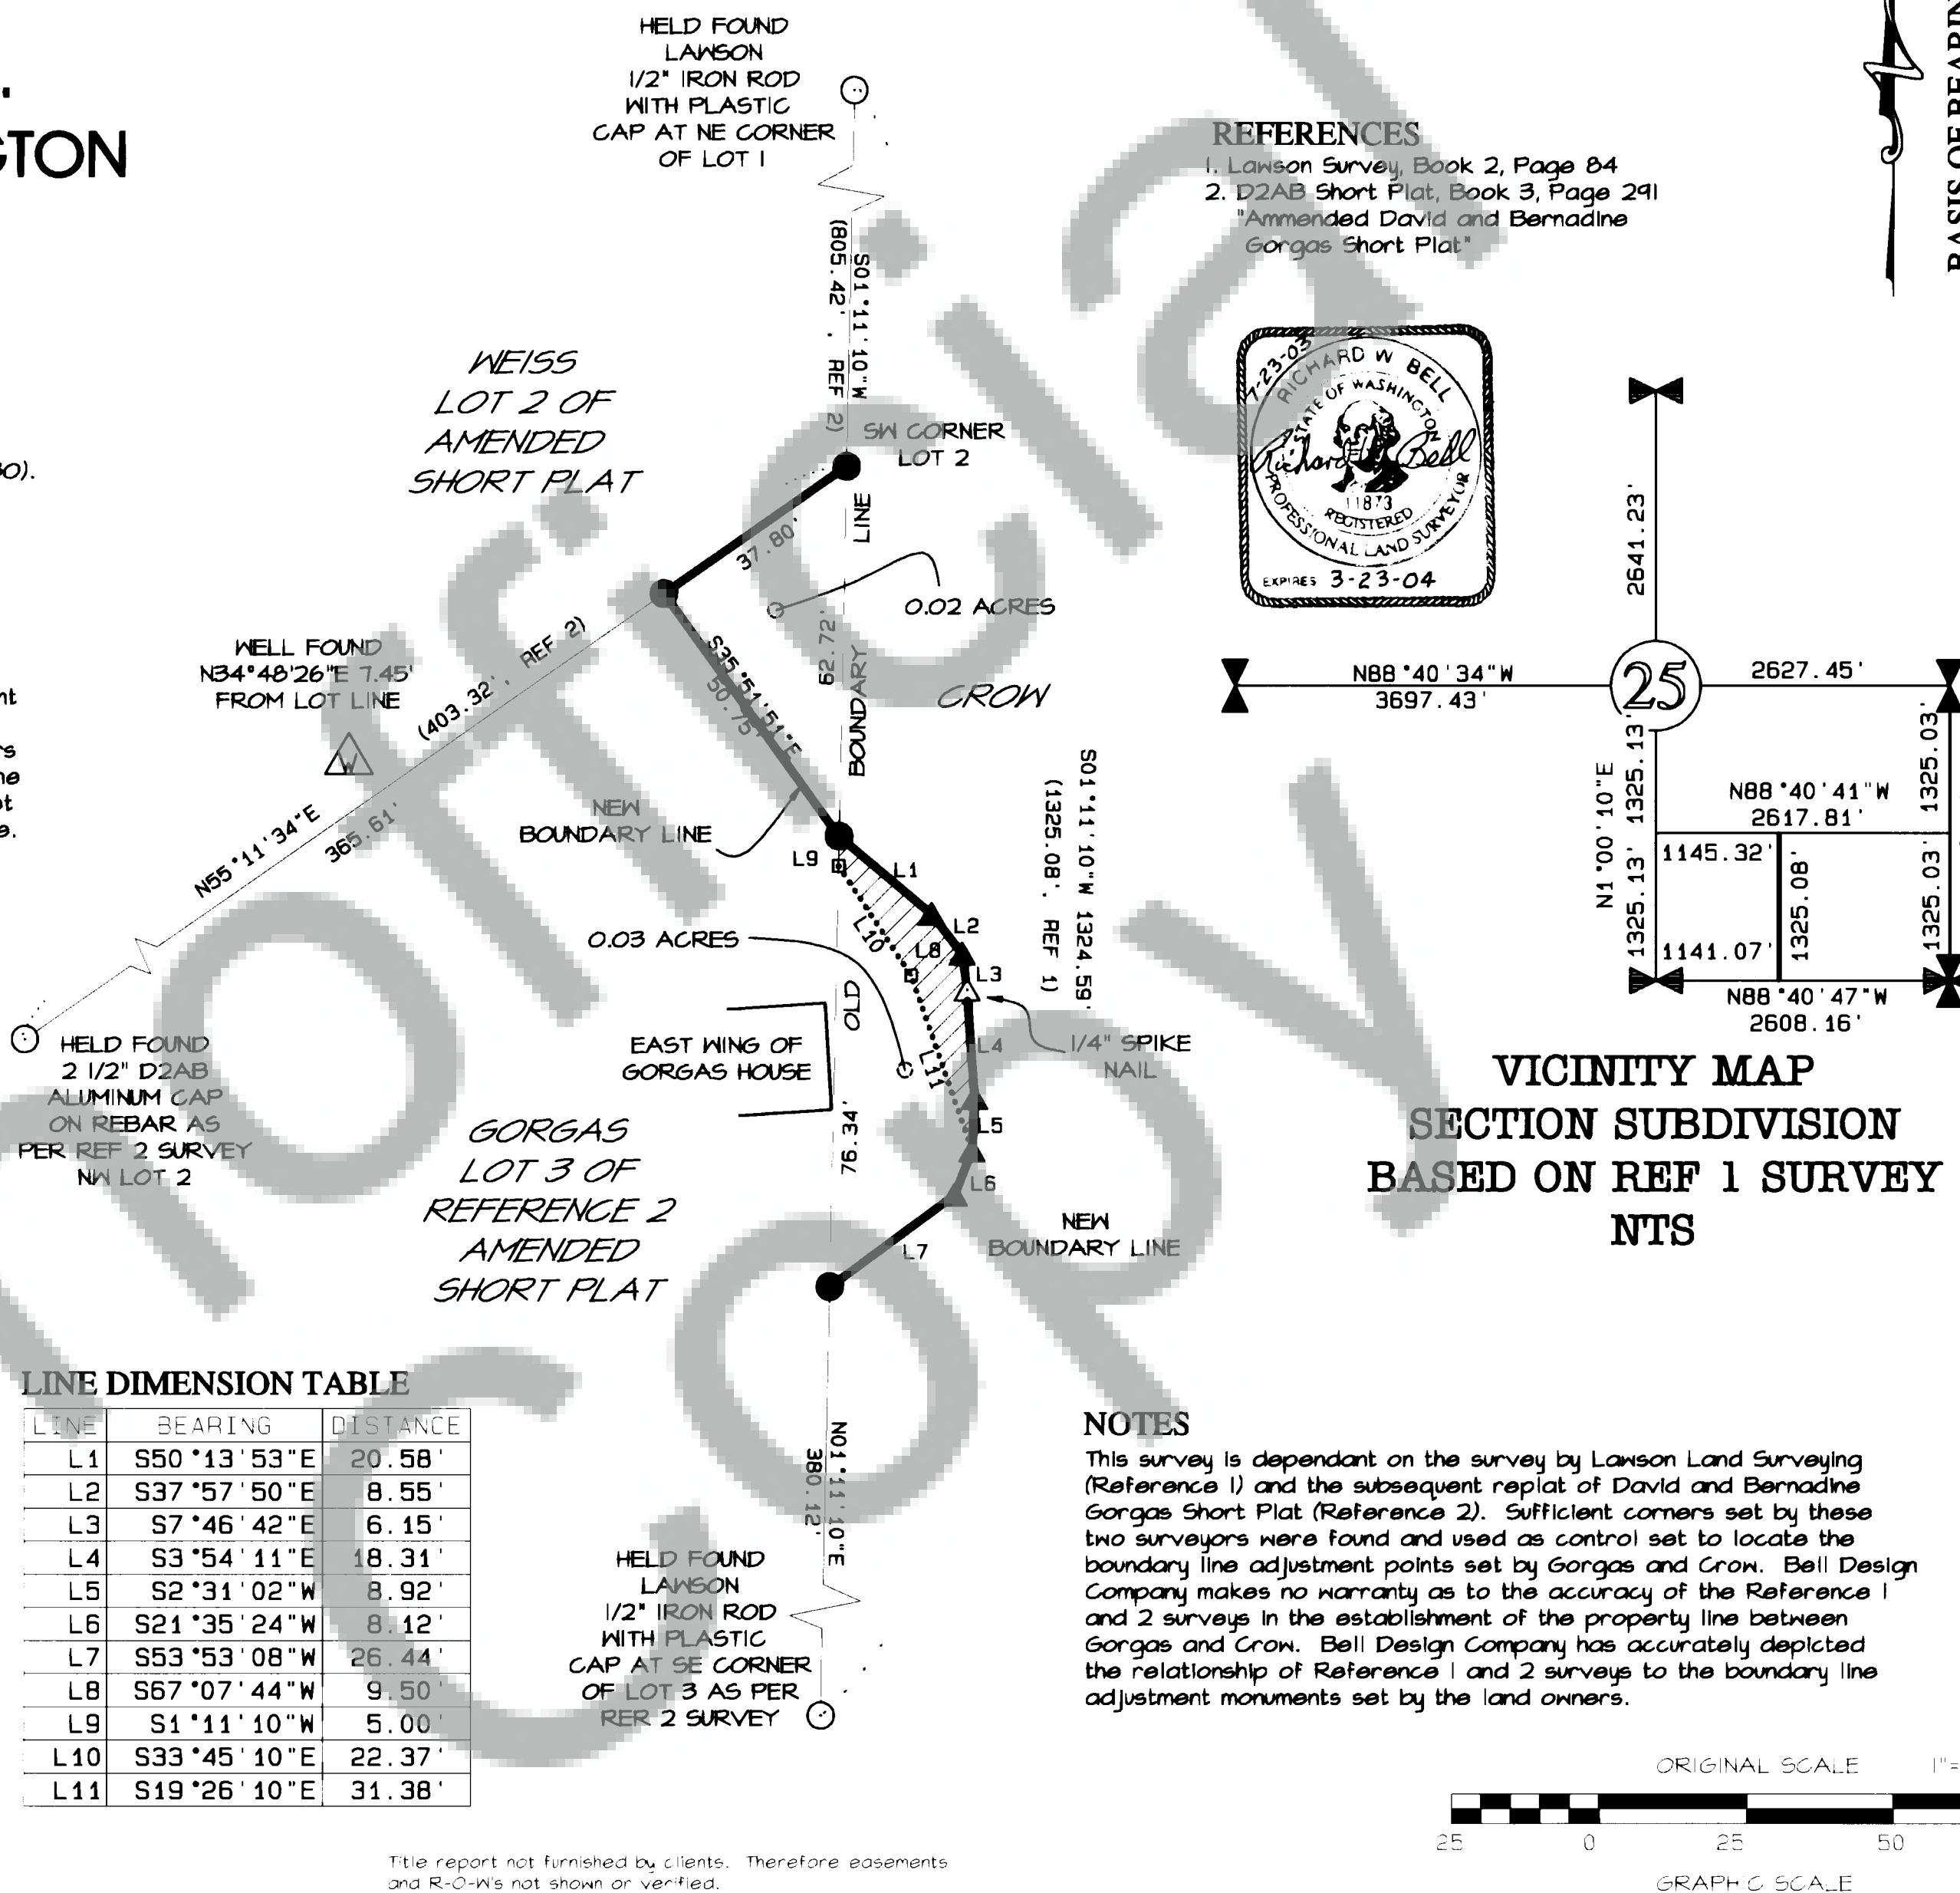 GTON
HELD FOUND
LAWSON
1/2" IRON ROD
WITH PLASTIC
CAP AT NE CORNER
OF LOT 1
REFERENCES
1. Lawson Survey, Book 2, Page 84
2. D2AB Short Plat, Book 3, Page 291
"Ammended David and Bernadine
Gorgas Short Plat"
BASIS OF BEARIN
S01°11'10"W
(805.42', REF 2)
WEISS
LOT 2 OF
AMENDED
SHORT PLAT
SW CORNER
LOT 2
7-23-03
RICHARD W BELL
STATE OF WASHINGTON
Richard W Bell
11873
REGISTERED
PROFESSIONAL LAND SURVEYOR
EXPIRES 3-23-04
0).
37.80'
LINE
0.02 ACRES
62.72'
BOUNDARY
CROW
S35°51'51"E
50.75'
WELL FOUND
N34°48'26"E 7.45'
FROM LOT LINE
W
(403.32', REF 2)
N55°11'34"E
365.61'
NEW
BOUNDARY LINE
nt
rs
ne
ot
e.
L9
L1
L2
L8
L3
L10
L4
L11
L5
L6
L7
S01°11'10"W 1324.59'
(1325.08', REF 1)
0.03 ACRES
OLD
EAST WING OF
GORGAS HOUSE
1/4" SPIKE
NAIL
76.34'
HELD FOUND
2 1/2" D2AB
ALUMINUM CAP
ON REBAR AS
PER REF 2 SURVEY
NW LOT 2
GORGAS
LOT 3 OF
REFERENCE 2
AMENDED
SHORT PLAT
NEW
BOUNDARY LINE
2641.23'
N88°40'34"W
3697.43'
25
2627.45'
N1°00'10"E
1325.13'
1325.13'
N88°40'41"W
2617.81'
1325.03'
1325.03'
1145.32'
1325.08'
1141.07'
N88°40'47"W
2608.16'
VICINITY MAP
SECTION SUBDIVISION
BASED ON REF 1 SURVEY
NTS
LINE DIMENSION TABLE
LINE BEARING DISTANCE
L1 S50°13'53"E 20.58'
L2 S37°57'50"E 8.55'
L3 S7°46'42"E 6.15'
L4 S3°54'11"E 18.31'
L5 S2°31'02"W 8.92'
L6 S21°35'24"W 8.12'
L7 S53°53'08"W 26.44'
L8 S67°07'44"W 9.50'
L9 S1°11'10"W 5.00'
L10 S33°45'10"E 22.37'
L11 S19°26'10"E 31.38'
N01°11'10"E
380.12'
HELD FOUND
LAWSON
1/2" IRON ROD
WITH PLASTIC
CAP AT SE CORNER
OF LOT 3 AS PER
RER 2 SURVEY
NOTES
This survey is dependant on the survey by Lawson Land Surveying
(Reference 1) and the subsequent replat of David and Bernadine
Gorgas Short Plat (Reference 2). Sufficient corners set by these
two surveyors were found and used as control set to locate the
boundary line adjustment points set by Gorgas and Crow. Bell Design
Company makes no warranty as to the accuracy of the Reference 1
and 2 surveys in the establishment of the property line between
Gorgas and Crow. Bell Design Company has accurately depicted
the relationship of Reference 1 and 2 surveys to the boundary line
adjustment monuments set by the land owners.
Title report not furnished by clients. Therefore easements
and R-O-W's not shown or verified.
ORIGINAL SCALE 1"=
25 0 25 50
GRAPHIC SCALE
Unofficial
Copy